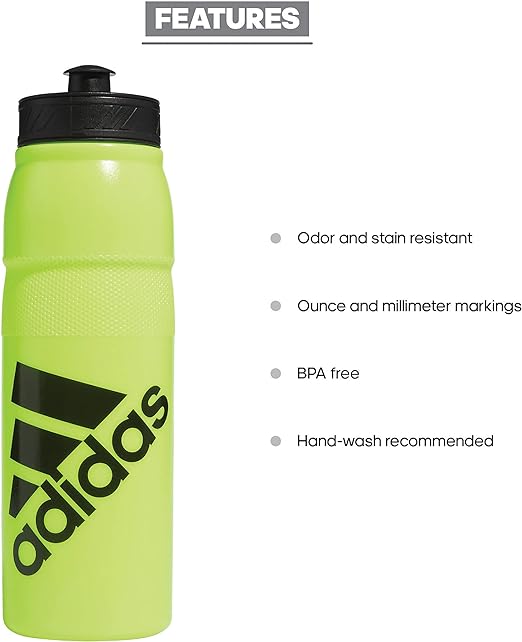 FEATURES
Odor and stain resistant
Ounce and millimeter markings
BPA free
Hand-wash recommended
adidas